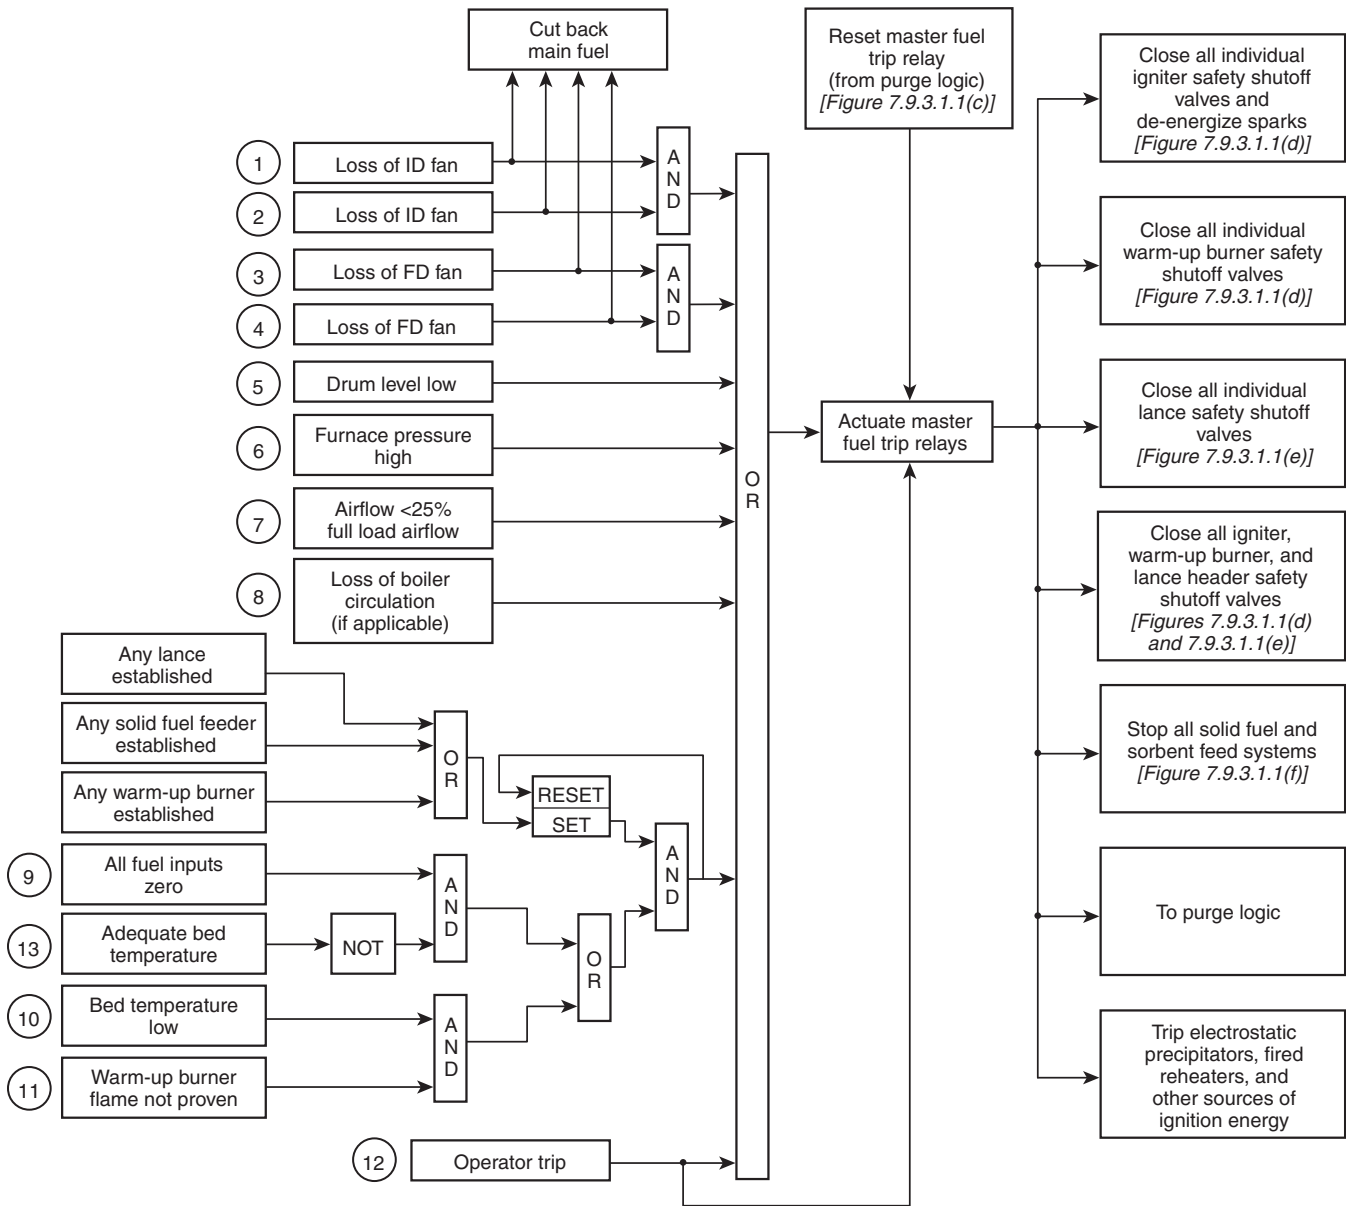 Cut back
main fuel
Reset master fuel
trip relay
(from purge logic)
[Figure 7.9.3.1.1(c)]
Close all individual
igniter safety shutoff
valves and
de-energize sparks
[Figure 7.9.3.1.1(d)]
1
Loss of ID fan
2
Loss of ID fan
A
N
D
3
Loss of FD fan
4
Loss of FD fan
A
N
D
5
Drum level low
6
Furnace pressure
high
7
Airflow <25%
full load airflow
8
Loss of boiler
circulation
(if applicable)
O
R
Actuate master
fuel trip relays
Close all individual
warm-up burner safety
shutoff valves
[Figure 7.9.3.1.1(d)]
Close all individual
lance safety shutoff
valves
[Figure 7.9.3.1.1(e)]
Close all igniter,
warm-up burner, and
lance header safety
shutoff valves
[Figures 7.9.3.1.1(d)
and 7.9.3.1.1(e)]
Any lance
established
Any solid fuel feeder
established
Any warm-up burner
established
O
R
RESET
SET
A
N
D
9
All fuel inputs
zero
13
Adequate bed
temperature
NOT
A
N
D
O
R
10
Bed temperature
low
11
Warm-up burner
flame not proven
A
N
D
12
Operator trip
Stop all solid fuel and
sorbent feed systems
[Figure 7.9.3.1.1(f)]
To purge logic
Trip electrostatic
precipitators, fired
reheaters, and
other sources of
ignition energy